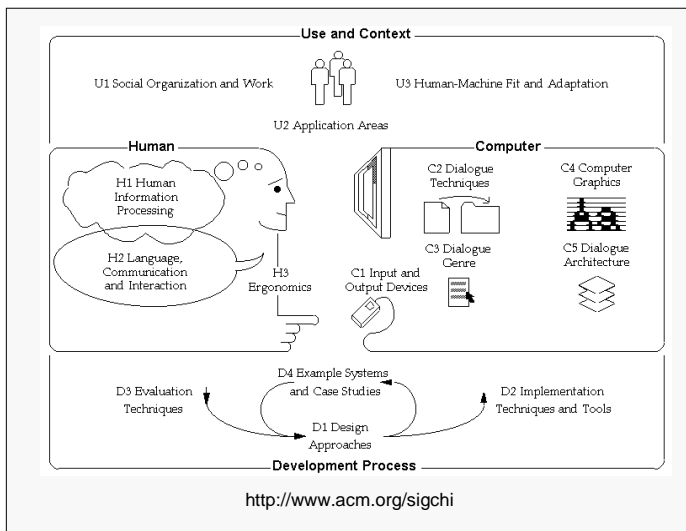 Use and Context
U1 Social Organization and Work
U3 Human-Machine Fit and Adaptation
U2 Application Areas
Human
H1 Human
Information
Processing
H2 Language,
Communication
and Interaction
H3
Ergonomics
Computer
C2 Dialogue
Techniques
C4 Computer
Graphics
Aa
C3 Dialogue
Genre
C5 Dialogue
Architecture
C1 Input and
Output Devices
D3 Evaluation
Techniques
D4 Example Systems
and Case Studies
D2 Implementation
Techniques and Tools
D1 Design
Approaches
Development Process
http://www.acm.org/sigchi